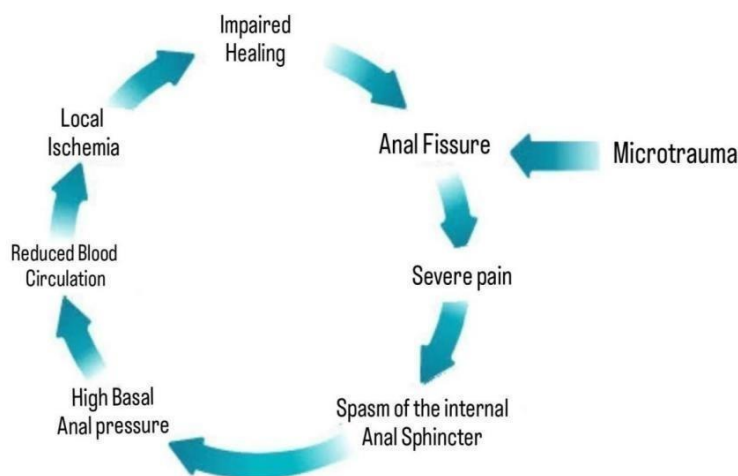 Impaired
Healing
Local
Ischemia
Anal Fissure
Microtrauma
Reduced Blood
Circulation
Severe pain
High Basal
Anal pressure
Spasm of the internal
Anal Sphincter